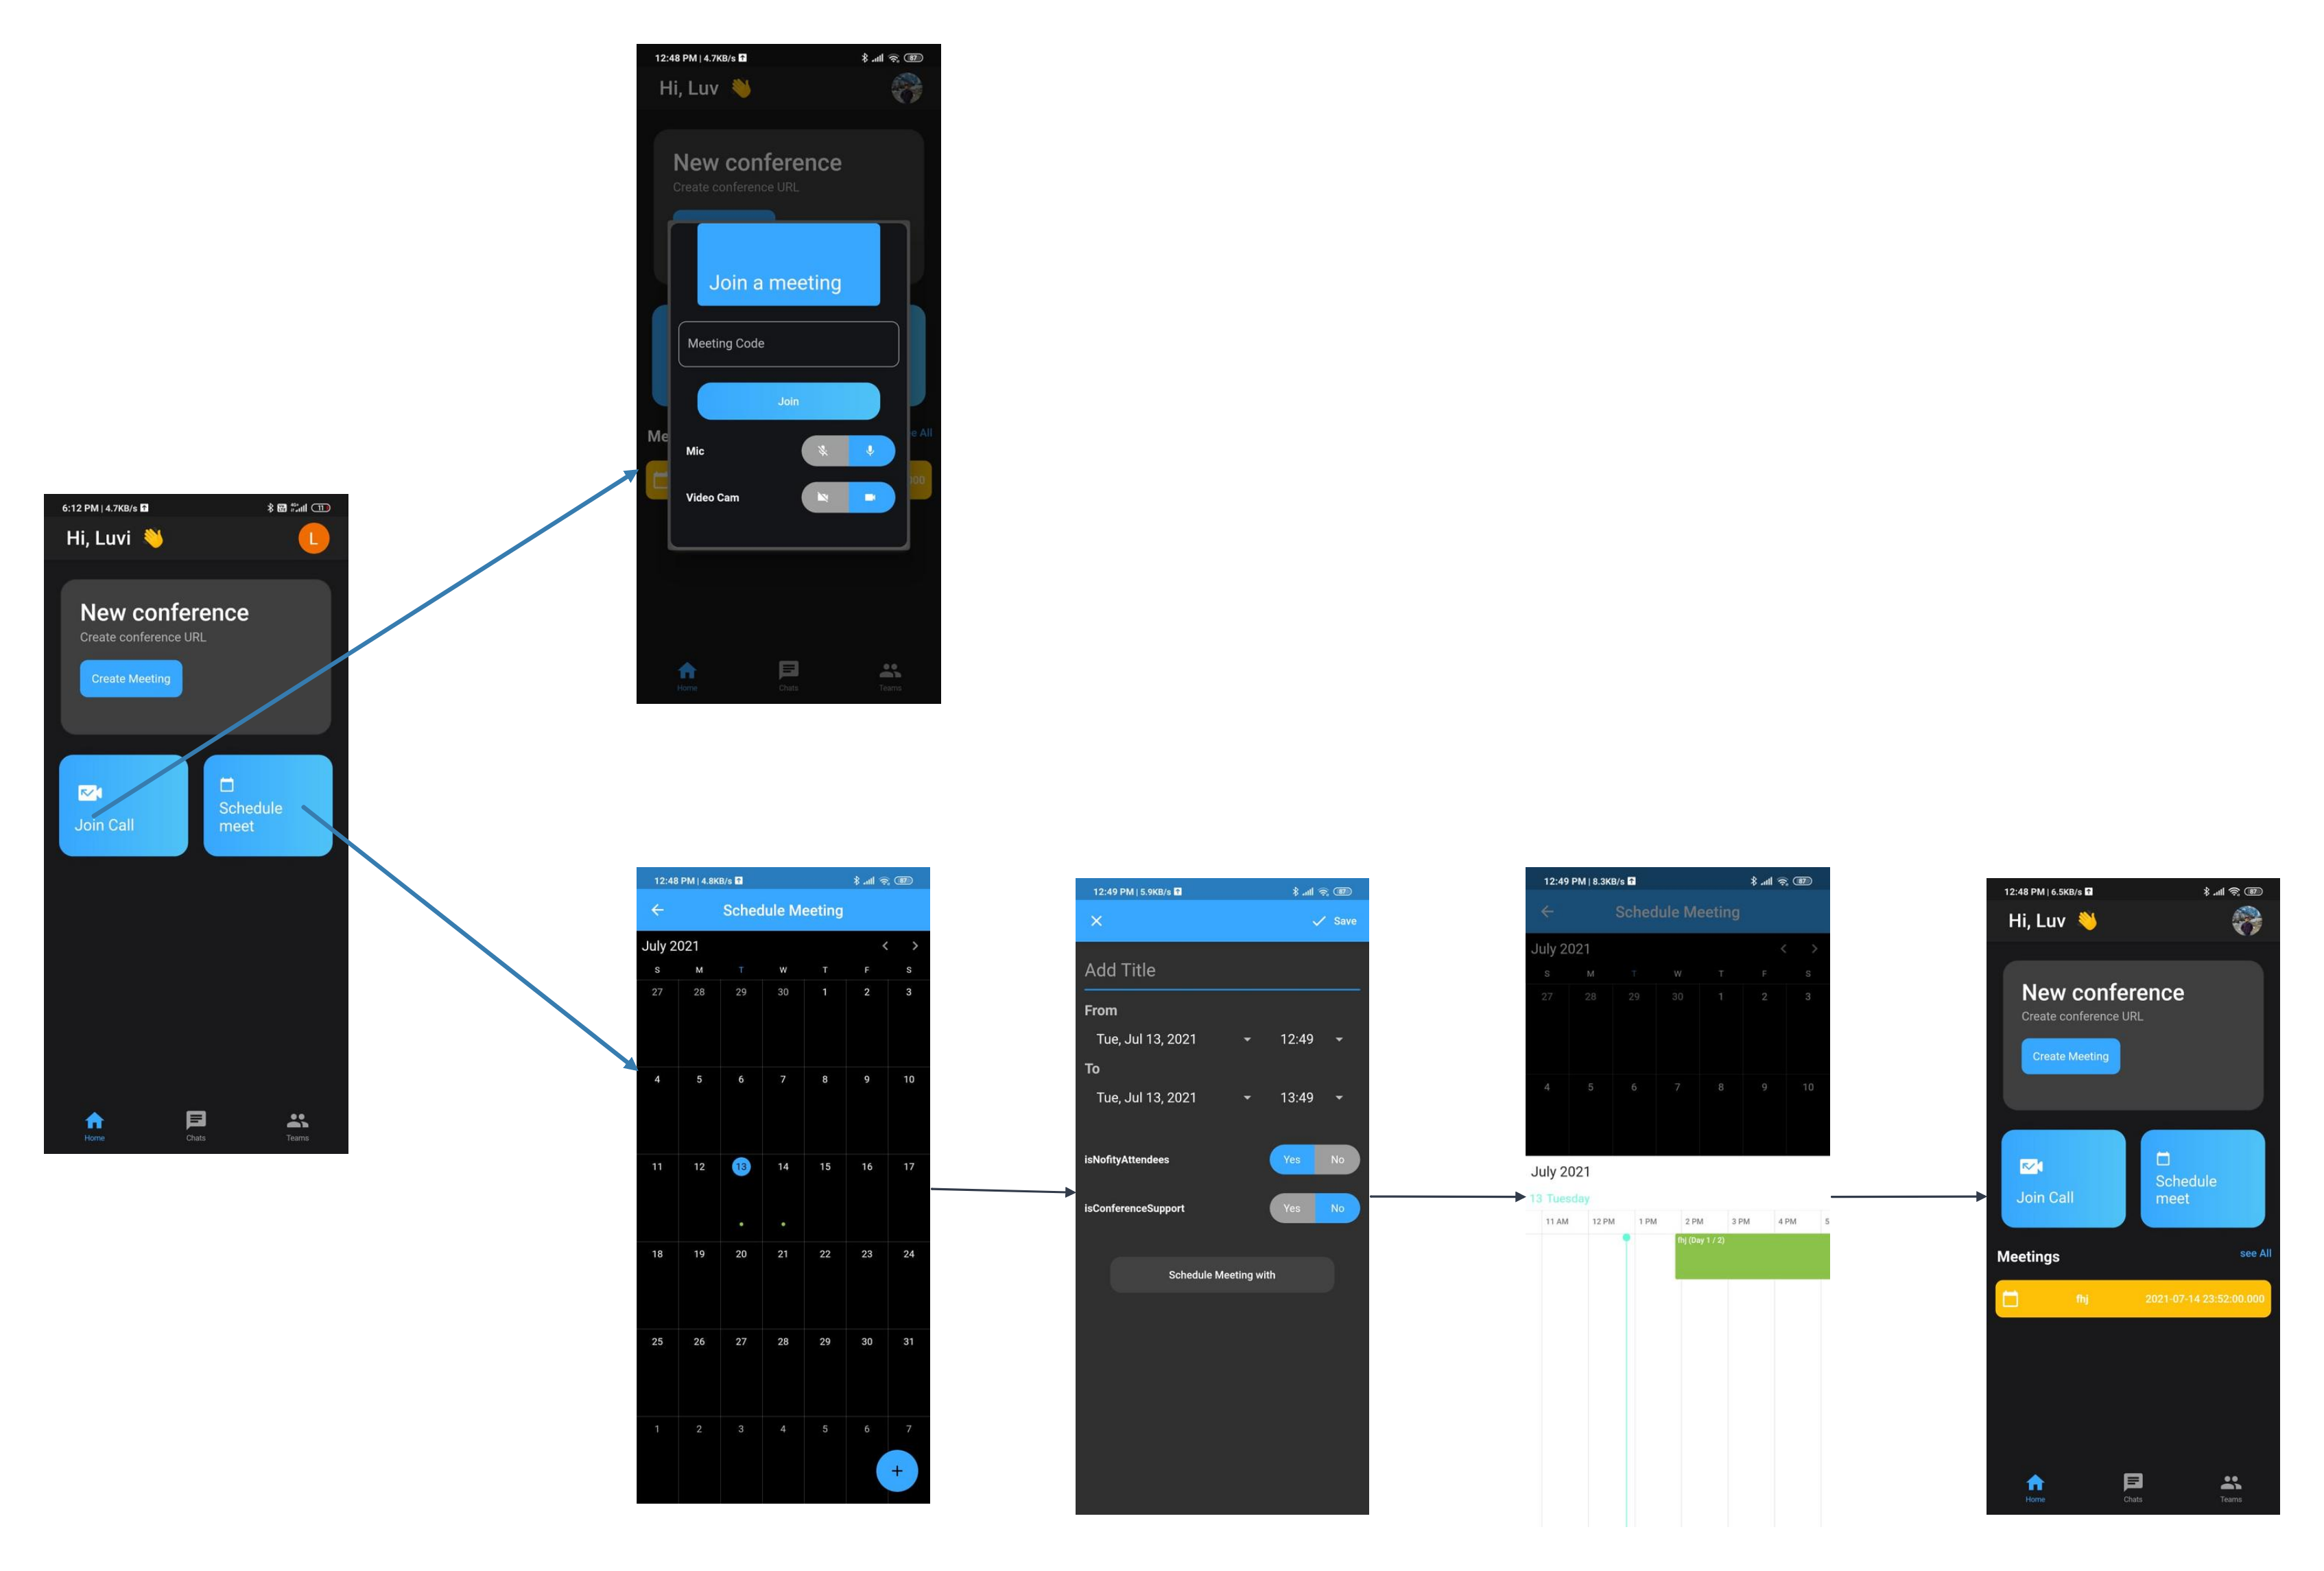 6:12 PM | 4.7KB/s
11
Hi, Luvi 👋
L
New conference
Create conference URL
Create Meeting
Join Call
Schedule
meet
Home
Chats
Teams
12:48 PM | 4.7KB/s
87
Hi, Luv 👋
New conference
Create conference URL
Join a meeting
Meeting Code
Join
Me
e All
Mic
000
Video Cam
Home
Chats
Teams
12:48 PM | 4.8KB/s
87
Schedule Meeting
July 2021
S M T W T F S
27 28 29 30 1 2 3
4 5 6 7 8 9 10
11 12 13 14 15 16 17
18 19 20 21 22 23 24
25 26 27 28 29 30 31
1 2 3 4 5 6 7
+
12:49 PM | 5.9KB/s
87
Save
Add Title
From
Tue, Jul 13, 2021 12:49
To
Tue, Jul 13, 2021 13:49
isNofityAttendees Yes No
isConferenceSupport Yes No
Schedule Meeting with
12:49 PM | 8.3KB/s
87
Schedule Meeting
July 2021
S M T W T F S
27 28 29 30 1 2 3
4 5 6 7 8 9 10
July 2021
13 Tuesday
11 AM 12 PM 1 PM 2 PM 3 PM 4 PM 5
fhj (Day 1 / 2)
12:48 PM | 6.5KB/s
87
Hi, Luv 👋
New conference
Create conference URL
Create Meeting
Join Call
Schedule
meet
Meetings see All
fhj 2021-07-14 23:52:00.000
Home
Chats
Teams